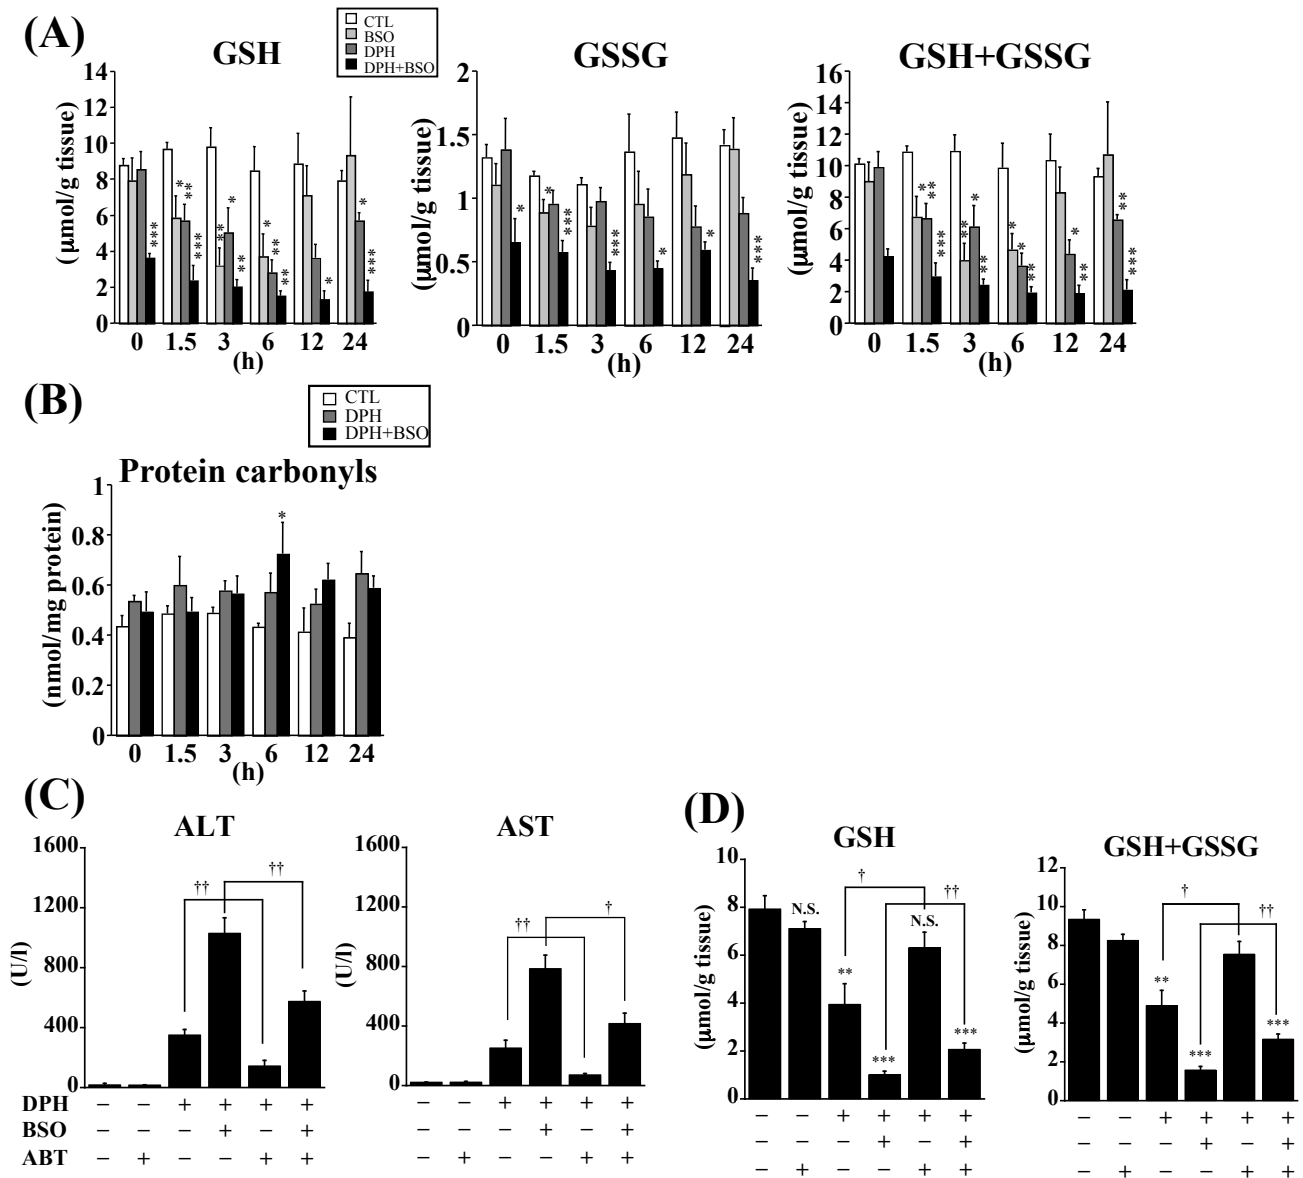 (A)
CTL
BSO
DPH
DPH+BSO
GSH
GSSG
GSH+GSSG
14
12
10
8
6
4
2
0
(μmol/g tissue)
*** * ** *** ** * ** * ** ** * * ***
0 1.5 3 6 12 24
(h)
2
1.5
1
0.5
0
(μmol/g tissue)
* * *** *** * * ***
0 1.5 3 6 12 24
(h)
16
14
12
10
8
6
4
2
0
(μmol/g tissue)
* ** *** ** * ** * * ** * ** ** ***
0 1.5 3 6 12 24
(h)
(B)
CTL
DPH
DPH+BSO
Protein carbonyls
1
0.8
0.6
0.4
0.2
0
(nmol/mg protein)
*
0 1.5 3 6 12 24
(h)
(C)
ALT
1600
1200
800
400
0
(U/l)
†† ††
AST
1600
1200
800
400
0
(U/l)
†† †
DPH − − + + + + − − + + + +
BSO − − − + − + − − − + − +
ABT − + − − + + − + − − + +
(D)
GSH
8
6
4
2
0
(μmol/g tissue)
† ††
N.S. ** *** N.S. ***
− − + + + +
− − − + − +
− + − − + +
GSH+GSSG
12
10
8
6
4
2
0
(μmol/g tissue)
† ††
** *** ***
− − + + + +
− − − + − +
− + − − + +